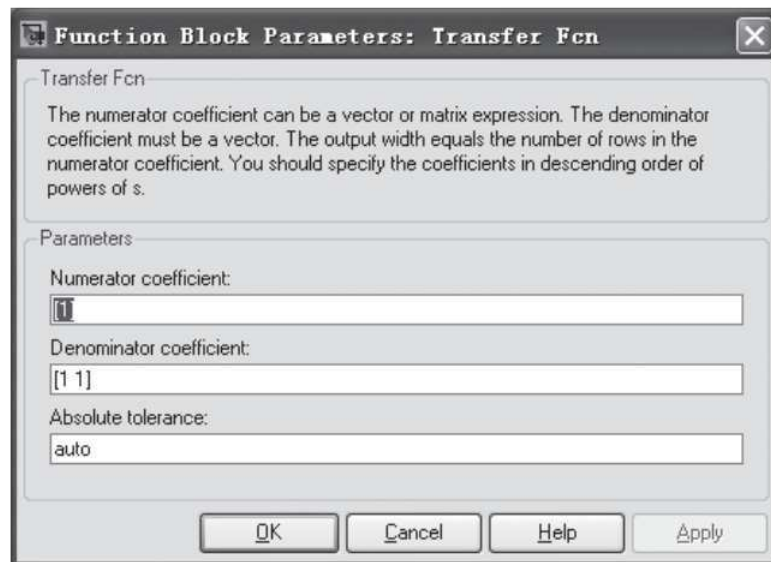 Function Block Parameters: Transfer Fcn
Transfer Fcn
The numerator coefficient can be a vector or matrix expression. The denominator
coefficient must be a vector. The output width equals the number of rows in the
numerator coefficient. You should specify the coefficients in descending order of
powers of s.
Parameters
Numerator coefficient:
[1]
Denominator coefficient:
[1 1]
Absolute tolerance:
auto
OK Cancel Help Apply